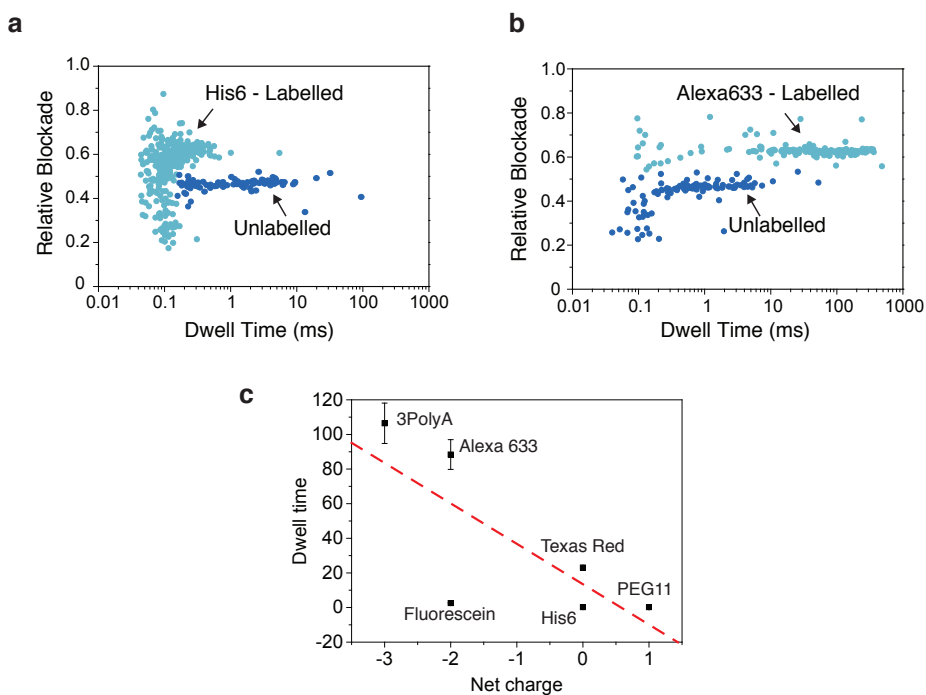 a
1.0
0.8
0.6
0.4
0.2
0
Relative Blockade
His6 - Labelled
Unlabelled
0.01 0.1 1 10 100 1000
Dwell Time (ms)
b
1.0
0.8
0.6
0.4
0.2
0
Relative Blockade
Alexa633 - Labelled
Unlabelled
0.01 0.1 1 10 100 1000
Dwell Time (ms)
c
120
100
80
60
40
20
0
-20
Dwell time
3PolyA
Alexa 633
Texas Red
PEG11
Fluorescein
His6
-3 -2 -1 0 1
Net charge